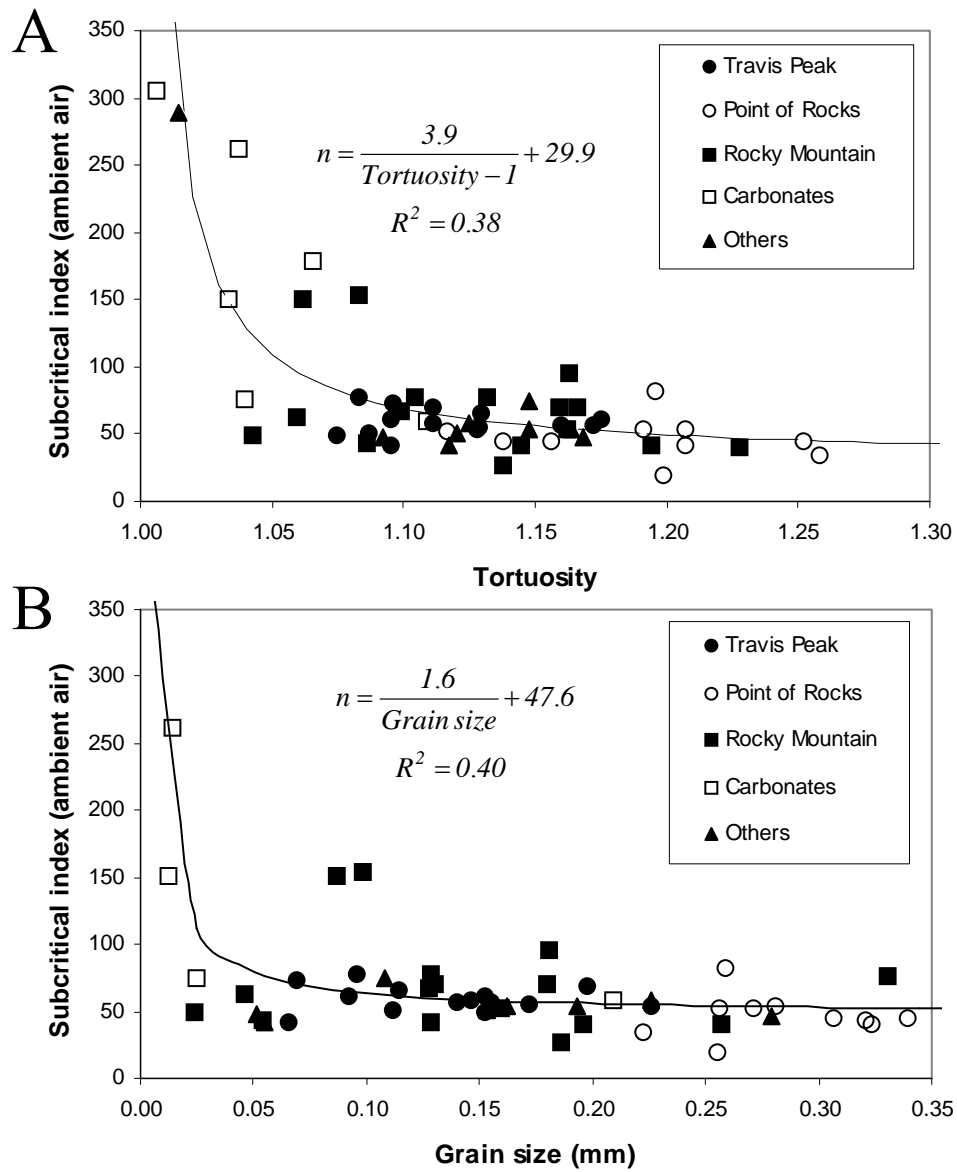 A
Subcritical index (ambient air)
350
300
250
200
150
100
50
0
1.00 1.05 1.10 1.15 1.20 1.25 1.30
Tortuosity
n = 3.9 / Tortuosity − 1 + 29.9
R² = 0.38
Travis Peak
Point of Rocks
Rocky Mountain
Carbonates
Others
B
Subcritical index (ambient air)
350
300
250
200
150
100
50
0
0.00 0.05 0.10 0.15 0.20 0.25 0.30 0.35
Grain size (mm)
n = 1.6 / Grain size + 47.6
R² = 0.40
Travis Peak
Point of Rocks
Rocky Mountain
Carbonates
Others